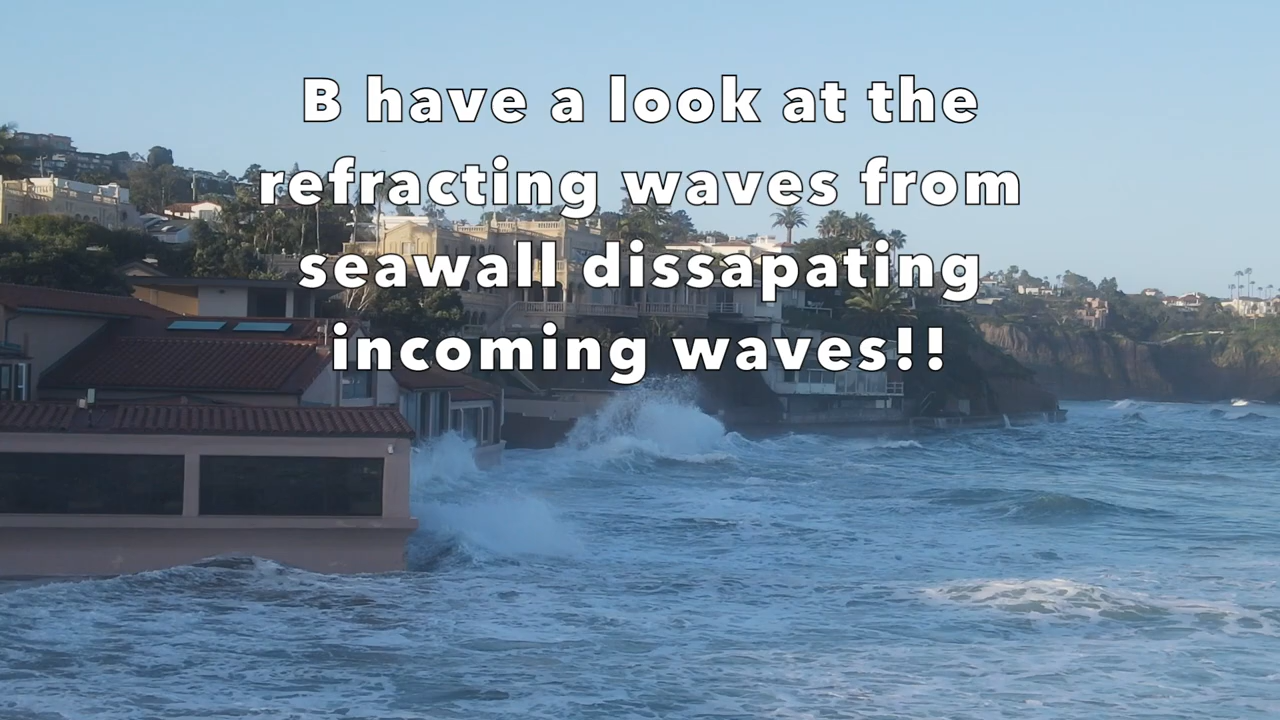 B have a look at the
refracting waves from
seawall dissapating
incoming waves!!